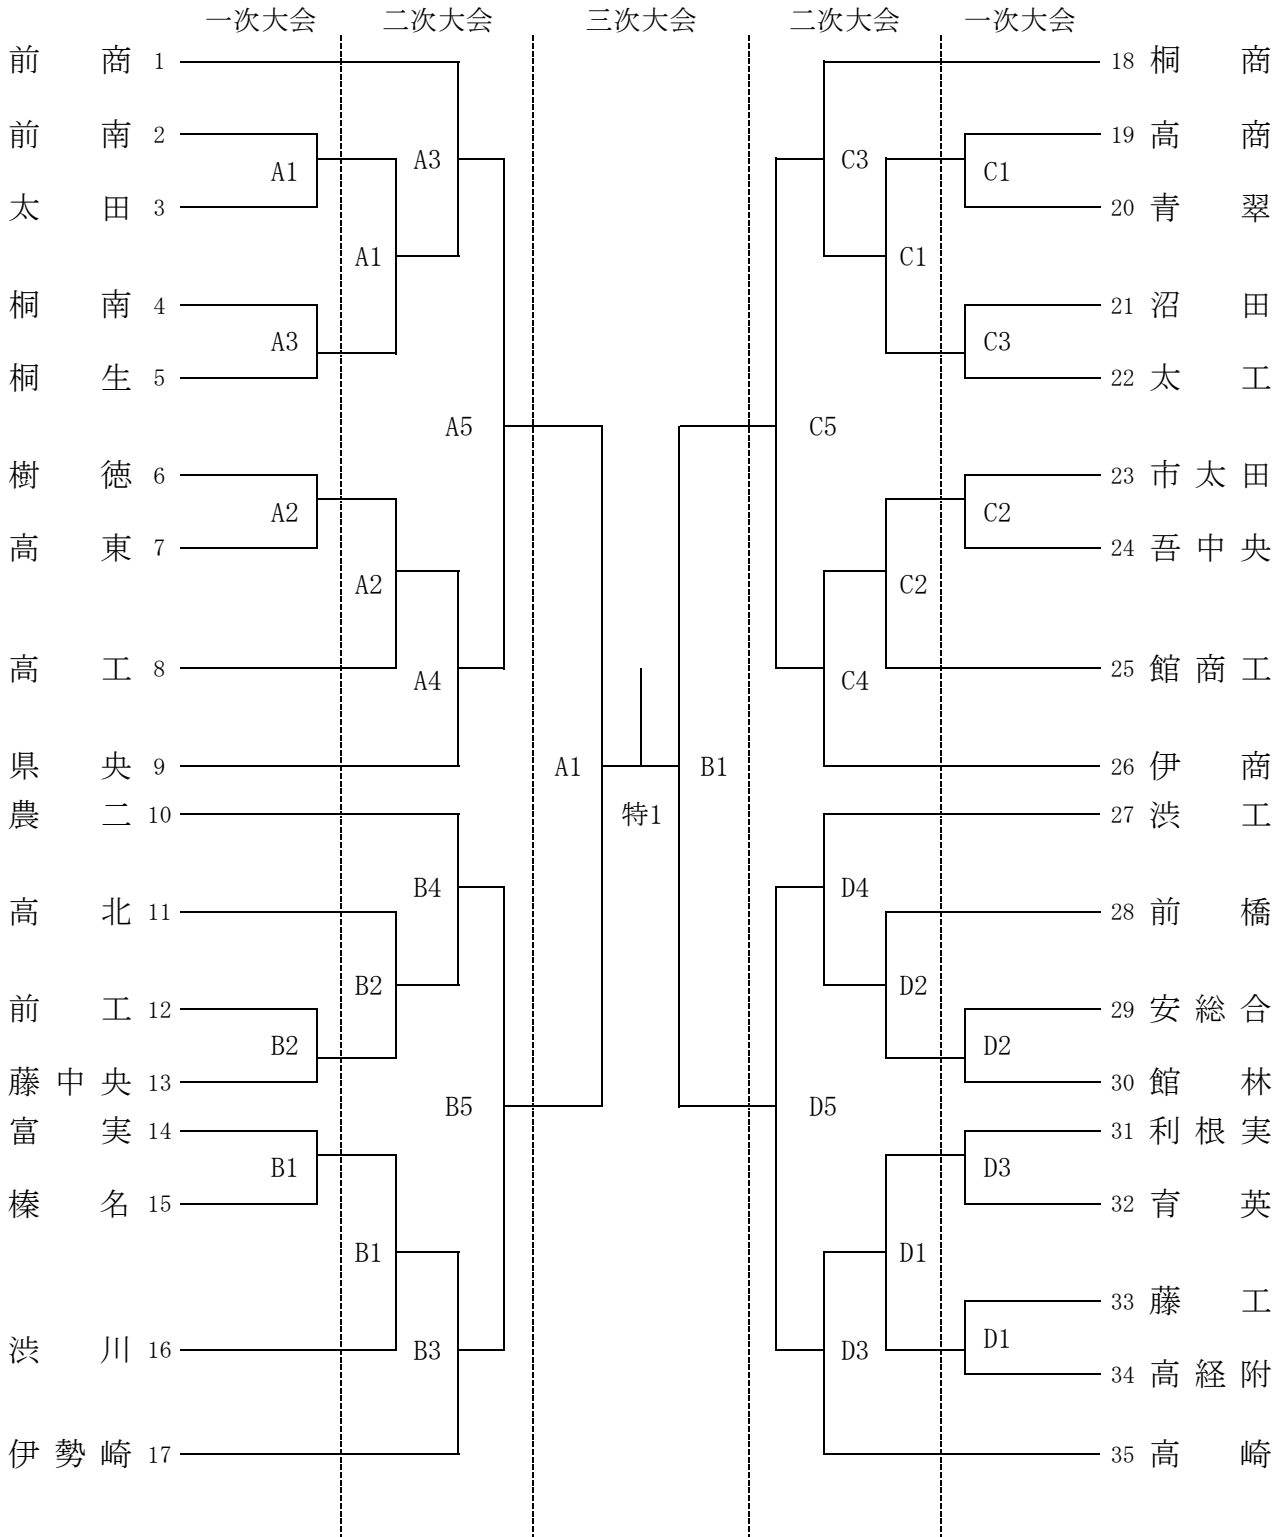 一次大会 二次大会 三次大会 二次大会 一次大会
前商 1 18 桐商
前南 2 19 高商
A3 C3
A1 C1
太田 3 20 青翠
A1 C1
桐南 4 21 沼田
A3 C3
桐生 5 22 太工
A5 C5
樹徳 6 23 市太田
A2 C2
高東 7 24 吾中央
A2 C2
高工 8 25 館商工
A4 C4
県央 9 A1 B1 26 伊商
農二 10 特1 27 渋工
B4 D4
高北 11 28 前橋
B2 D2
前工 12 29 安総合
B2 D2
藤中央 13 30 館林
B5 D5
富実 14 31 利根実
B1 D3
榛名 15 32 育英
B1 D1
33 藤工
D1
渋川 16 B3 D3
34 高経附
伊勢崎 17 35 高崎